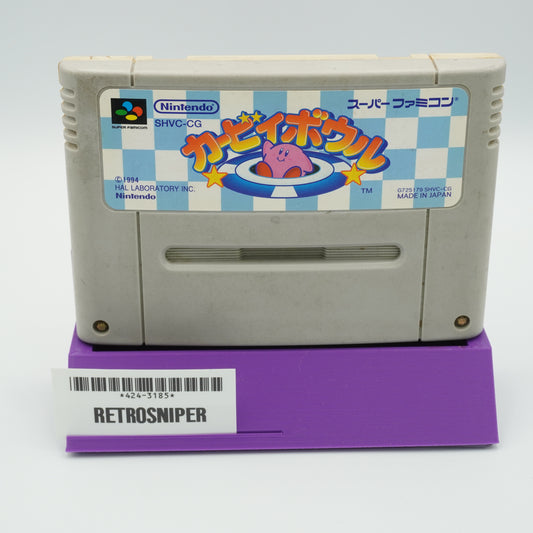 Nintendo
SHVC-CG
スーパーファミコン®
SUPER FAMICOM
カービィボウル
TM
©1994
HAL LABORATORY INC.
Nintendo
G725179 SHVC-CG
MADE IN JAPAN
*424-3185*
RETROSNIPER